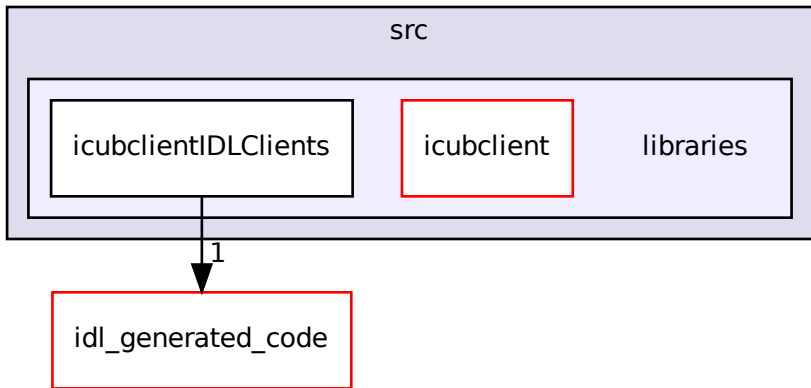 src
icubclientIDLClients
icubclient
libraries
1
idl_generated_code